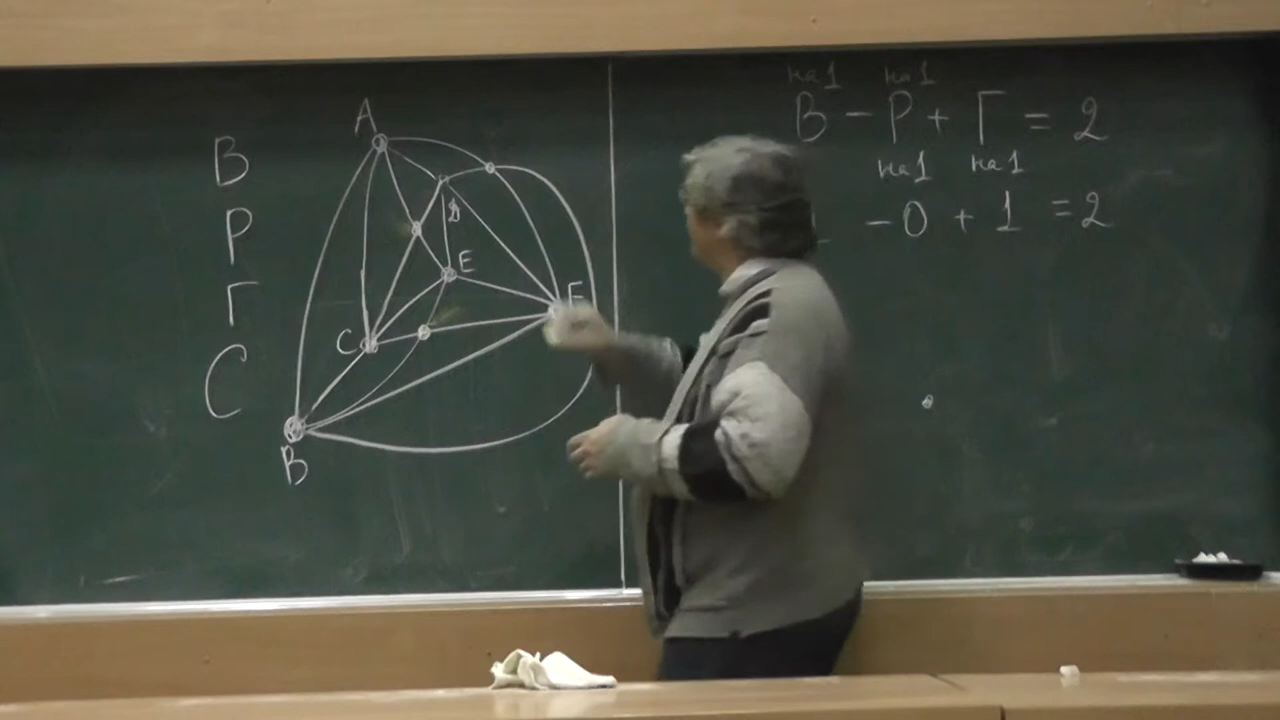 В
Р
Г
С
A
D
E
C
F
B
на1 на1
В - Р + Г = 2
на1 на1
- 0 + 1 = 2